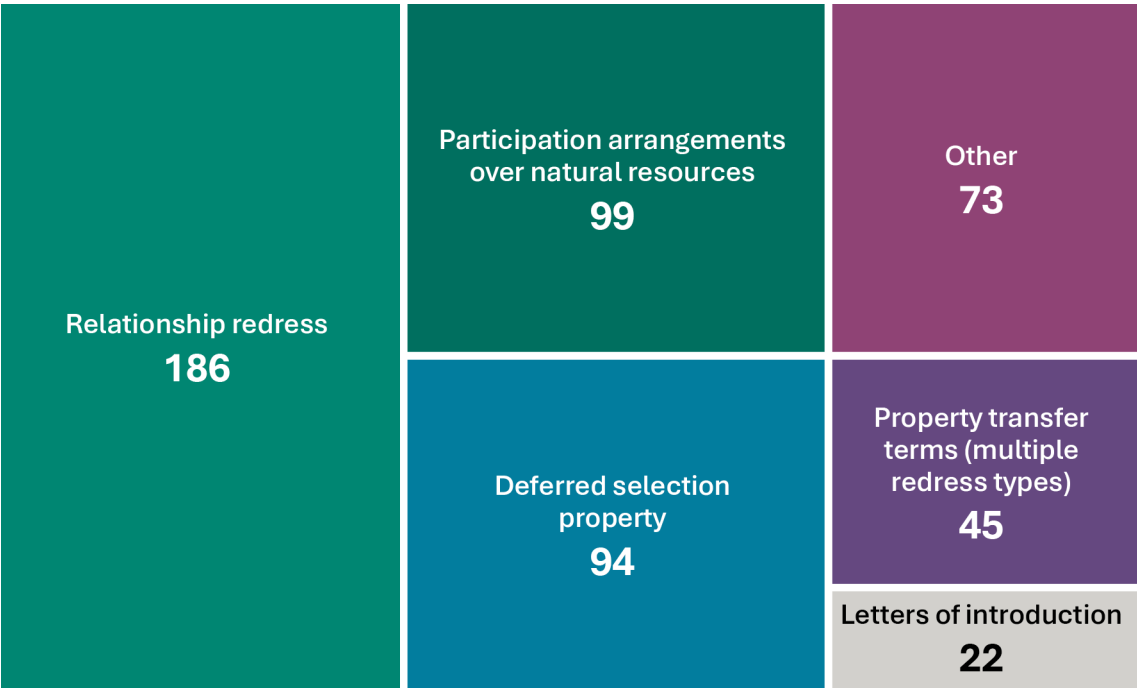 Relationship redress
186
Participation arrangements
over natural resources
99
Deferred selection
property
94
Other
73
Property transfer
terms (multiple
redress types)
45
Letters of introduction
22